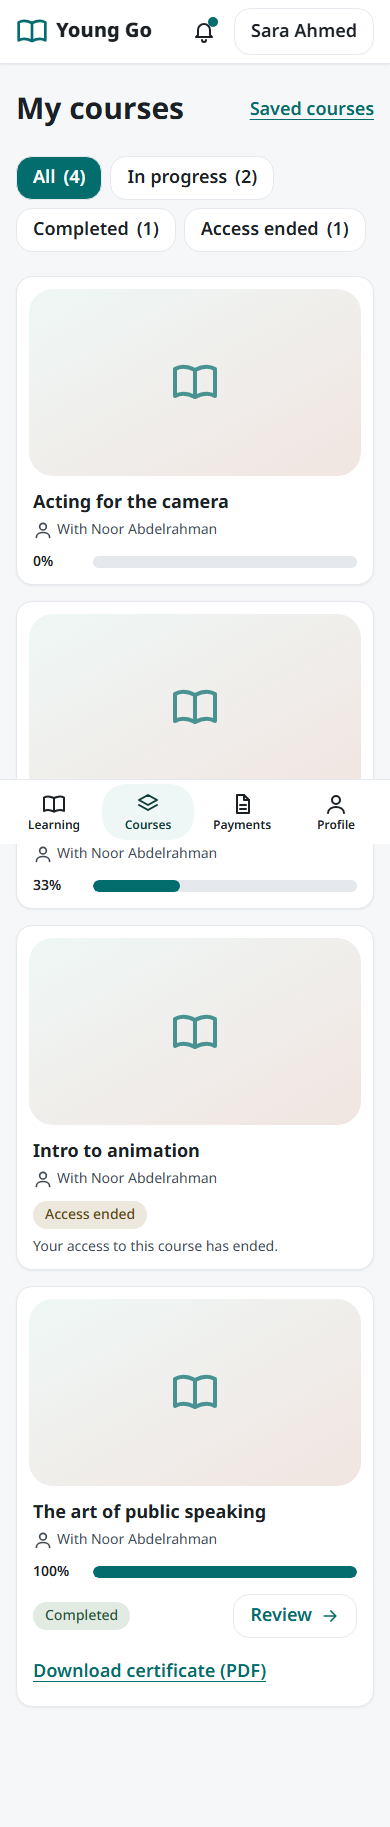 Young Go
Sara Ahmed
My courses
Saved courses
All (4)
In progress (2)
Completed (1)
Access ended (1)
Acting for the camera
With Noor Abdelrahman
0%
Learning
Courses
Payments
Profile
With Noor Abdelrahman
33%
Intro to animation
With Noor Abdelrahman
Access ended
Your access to this course has ended.
The art of public speaking
With Noor Abdelrahman
100%
Completed
Review
Download certificate (PDF)